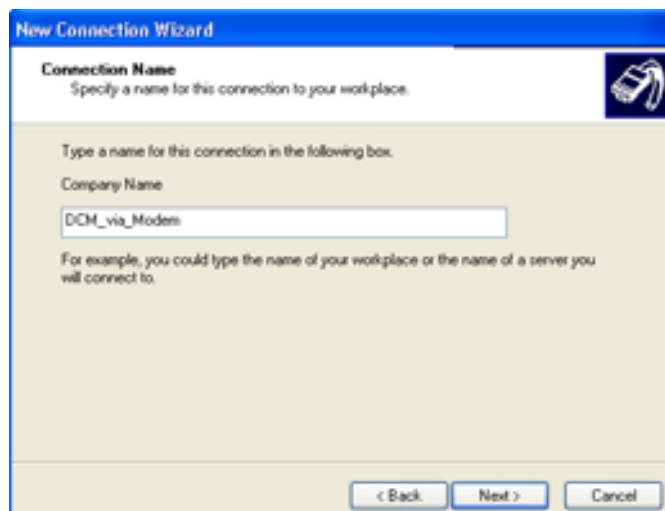 New Connection Wizard
Connection Name
Specify a name for this connection to your workplace.
Type a name for this connection in the following box.
Company Name
DCM_via_Modem
For example, you could type the name of your workplace or the name of a server you
will connect to.
< Back
Next >
Cancel